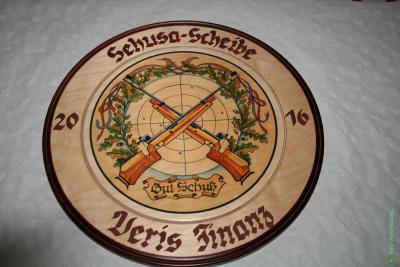 Sehusa-Scheibe
20 16
Gut Schuß
Veris Finanz